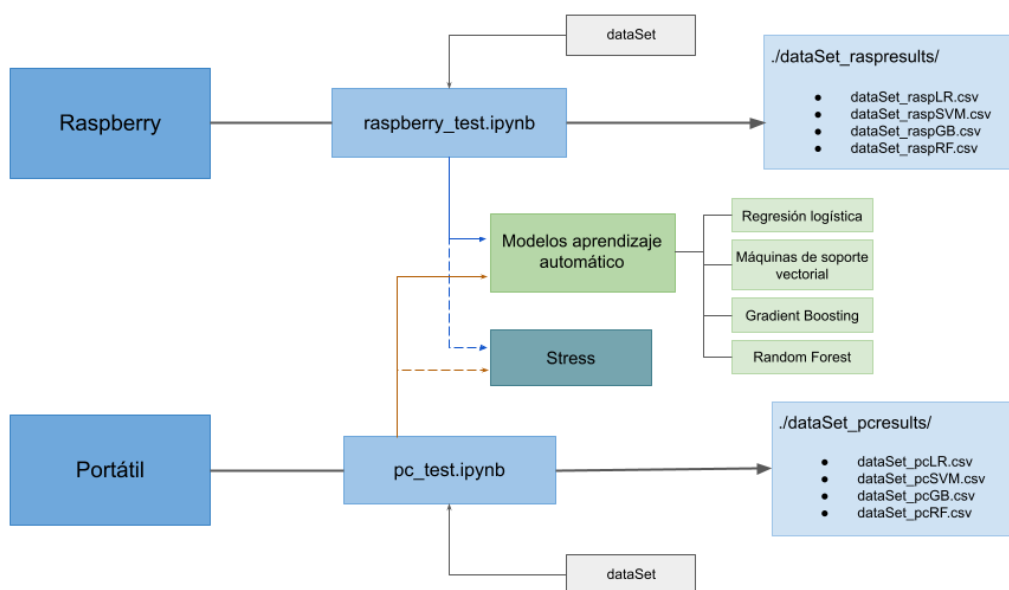 dataSet
./dataSet_raspresults/
Raspberry
raspberry_test.ipynb
● dataSet_raspLR.csv
● dataSet_raspSVM.csv
● dataSet_raspGB.csv
● dataSet_raspRF.csv
Modelos aprendizaje
automático
Regresión logística
Máquinas de soporte
vectorial
Gradient Boosting
Random Forest
Stress
Portátil
pc_test.ipynb
./dataSet_pcresults/
● dataSet_pcLR.csv
● dataSet_pcSVM.csv
● dataSet_pcGB.csv
● dataSet_pcRF.csv
dataSet